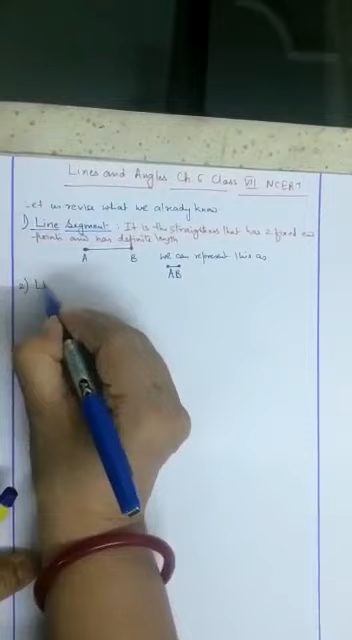 Lines and Angles Ch. 5 Class VII NCERT
Let us revise what we already know
1) Line Segment : It is the straight line that has 2 fixed end
points and has definite length
A B we can represent this as
AB
2) Li